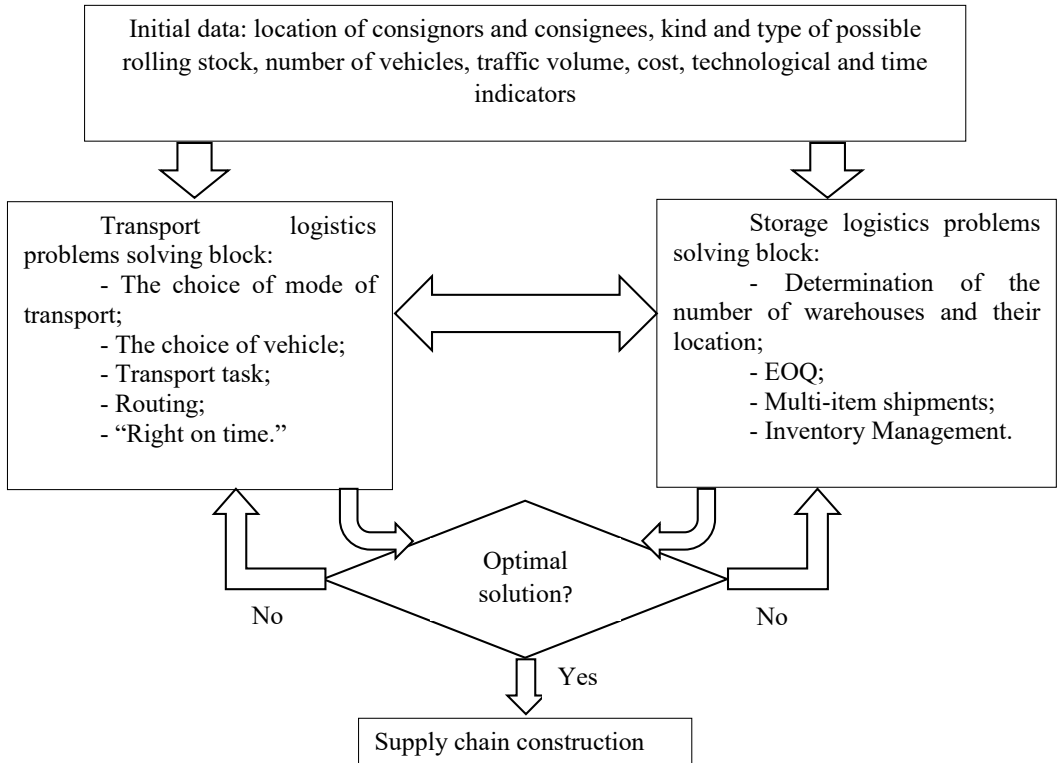 Initial data: location of consignors and consignees, kind and type of possible
rolling stock, number of vehicles, traffic volume, cost, technological and time
indicators
Transport logistics
problems solving block:
- The choice of mode of
transport;
- The choice of vehicle;
- Transport task;
- Routing;
- “Right on time.”
Storage logistics problems
solving block:
- Determination of the
number of warehouses and their
location;
- EOQ;
- Multi-item shipments;
- Inventory Management.
Optimal
solution?
No
No
Yes
Supply chain construction